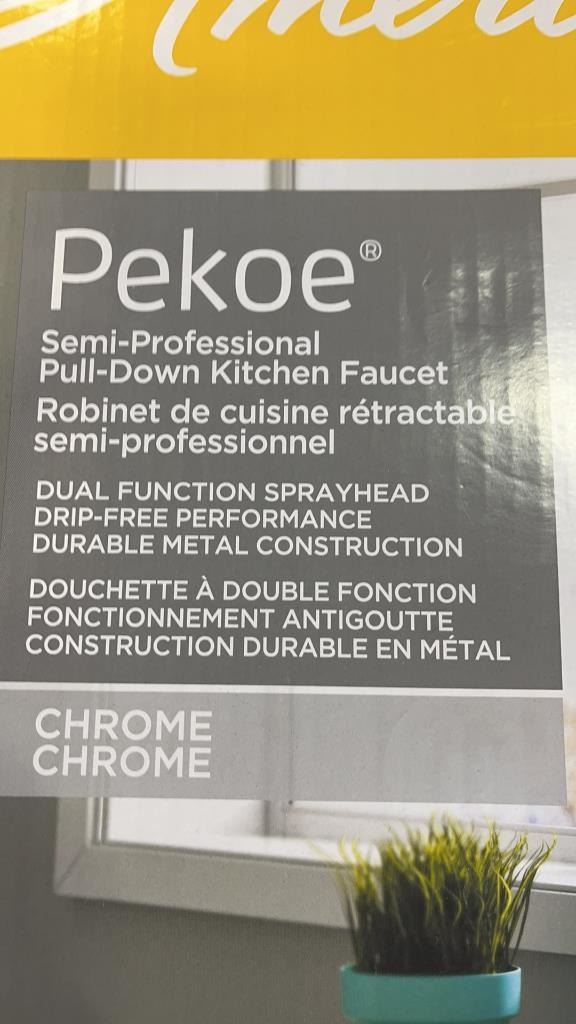 Pekoe®
Semi-Professional
Pull-Down Kitchen Faucet
Robinet de cuisine rétractable
semi-professionnel
DUAL FUNCTION SPRAYHEAD
DRIP-FREE PERFORMANCE
DURABLE METAL CONSTRUCTION
DOUCHETTE À DOUBLE FONCTION
FONCTIONNEMENT ANTIGOUTTE
CONSTRUCTION DURABLE EN MÉTAL
CHROME
CHROME